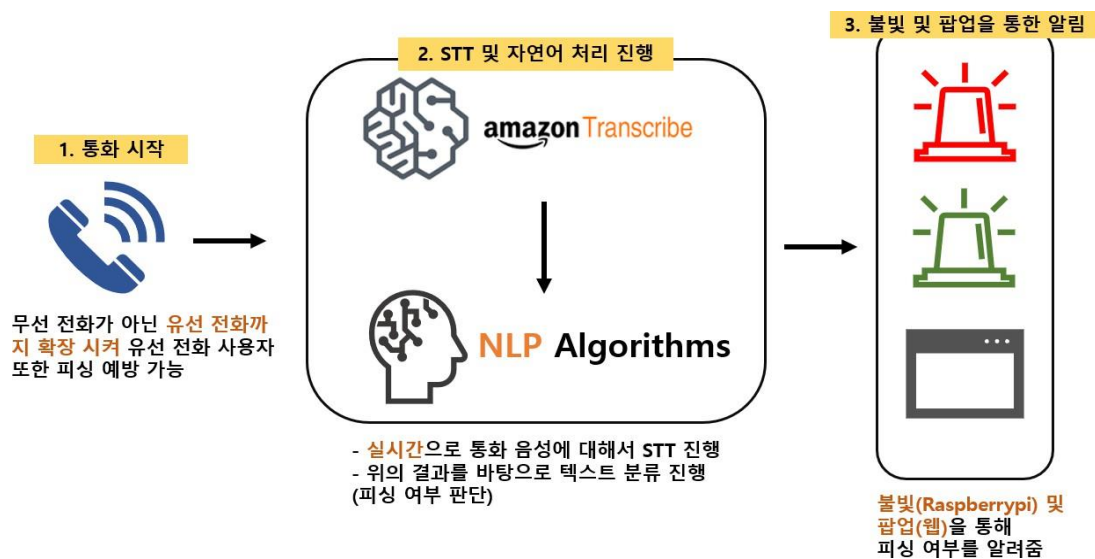 1. 통화 시작
무선 전화가 아닌 유선 전화까
지 확장 시켜 유선 전화 사용자
또한 피싱 예방 가능
2. STT 및 자연어 처리 진행
amazon Transcribe
NLP Algorithms
- 실시간으로 통화 음성에 대해서 STT 진행
- 위의 결과를 바탕으로 텍스트 분류 진행
(피싱 여부 판단)
3. 불빛 및 팝업을 통한 알림
불빛(Raspberrypi) 및
팝업(웹)을 통해
피싱 여부를 알려줌